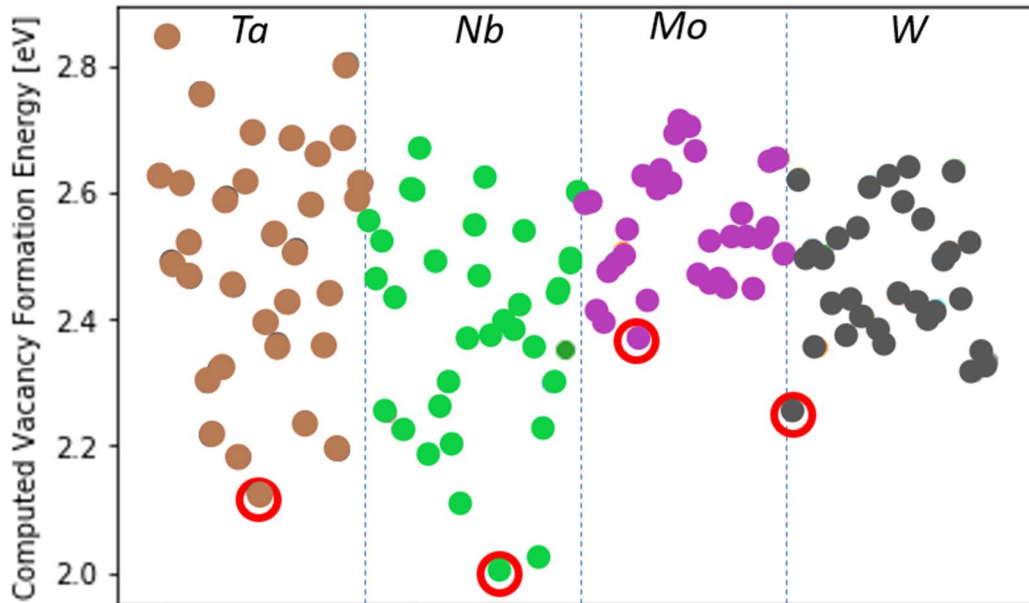 Computed Vacancy Formation Energy [eV]
Ta
Nb
Mo
W
2.8
2.6
2.4
2.2
2.0